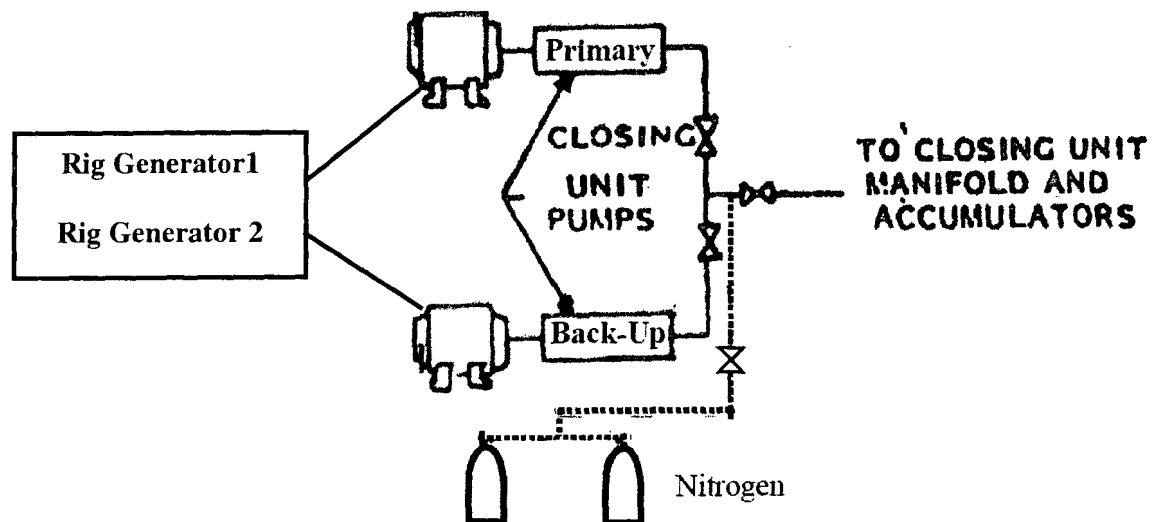 Primary
CLOSING
UNIT
PUMPS
Rig Generator1
Rig Generator 2
TO CLOSING UNIT
MANIFOLD AND
ACCUMULATORS
Back-Up
Nitrogen